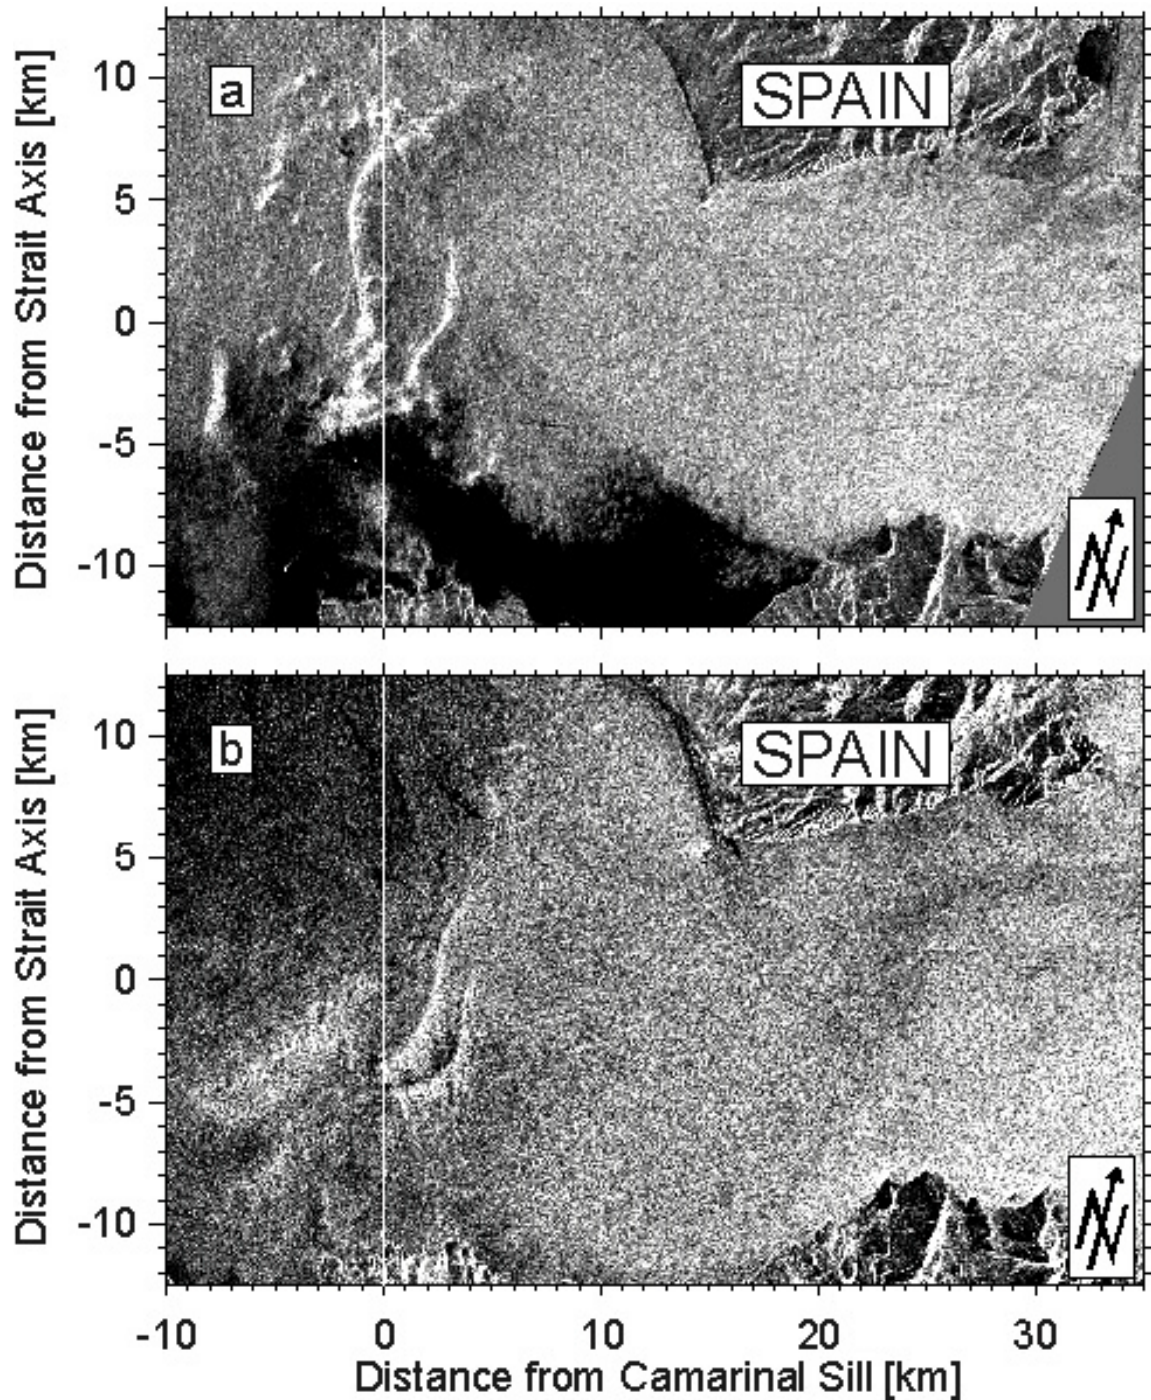 Distance from Strait Axis [km]
10
5
0
-5
-10
a
SPAIN
N
Distance from Strait Axis [km]
10
5
0
-5
-10
b
SPAIN
N
-10 0 10 20 30
Distance from Camarinal Sill [km]